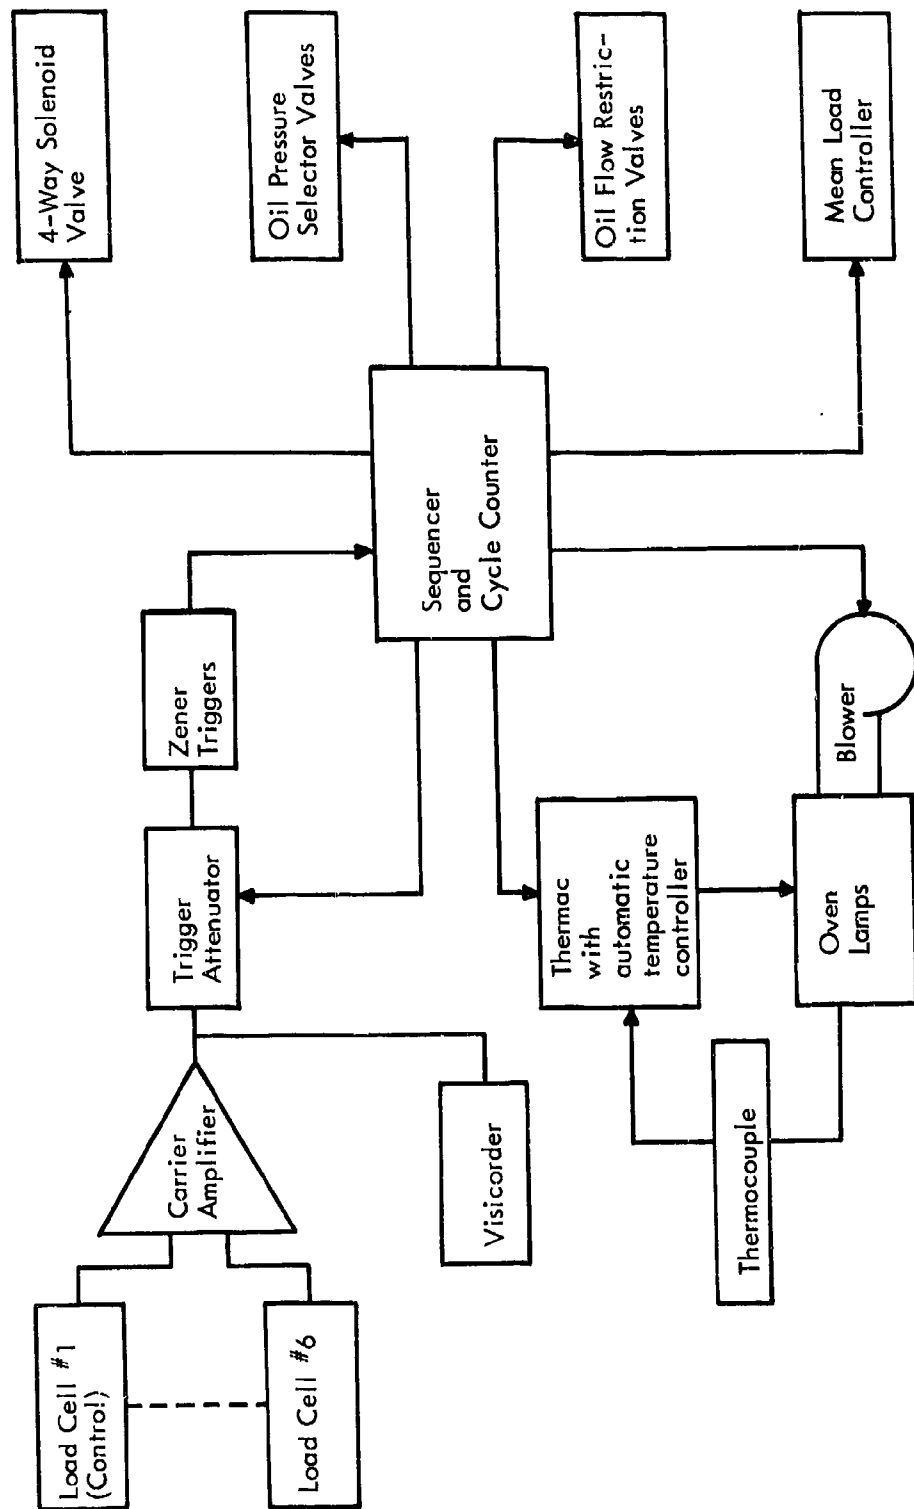 Load Cell #1
(Control)
Load Cell #6
Carrier
Amplifier
Visicorder
Trigger
Attenuator
Zener
Triggers
Sequencer
and
Cycle Counter
4-Way Solenoid
Valve
Oil Pressure
Selector Valves
Oil Flow Restric-
tion Valves
Mean Load
Controller
Thermac
with
automatic
temperature
controller
Thermocouple
Oven
Lamps
Blower